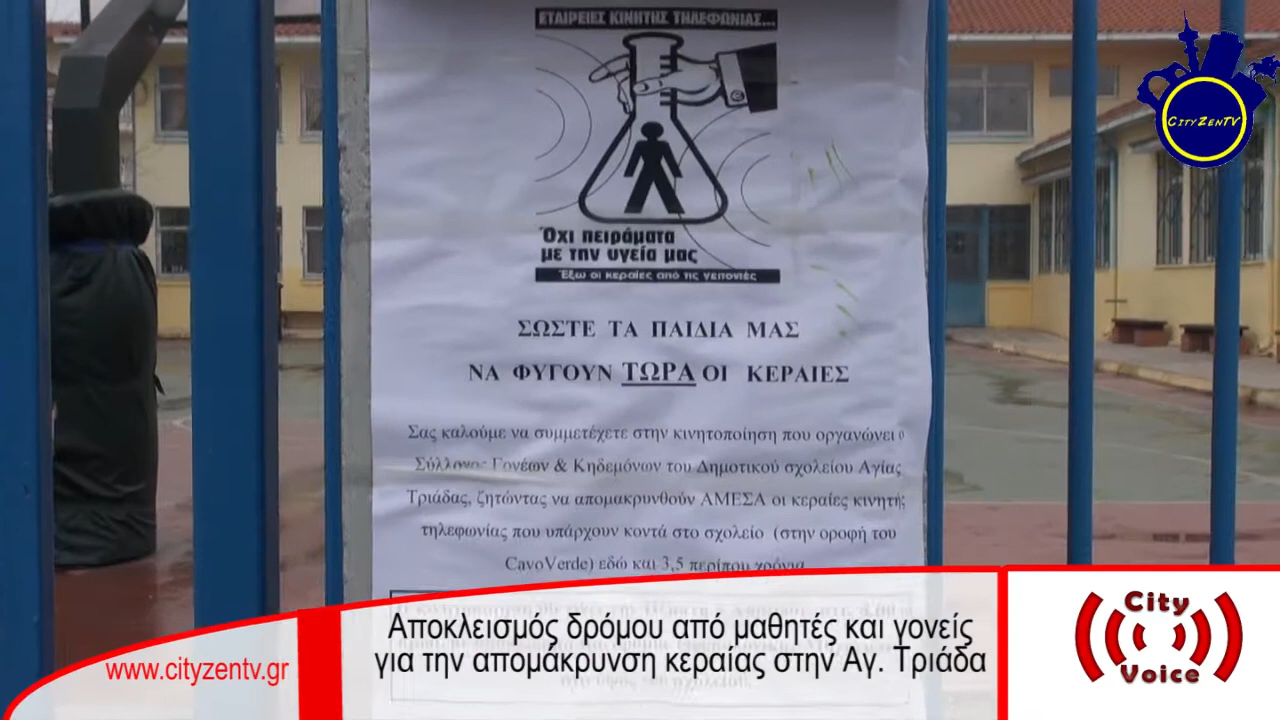 ΕΤΑΙΡΕΙΕΣ ΚΙΝΗΤΗΣ ΤΗΛΕΦΩΝΙΑΣ...
CITYZENTV
Όχι πειράματα
με την υγεία μας
Έξω οι κεραίες από τις γειτονιές
ΣΩΣΤΕ ΤΑ ΠΑΙΔΙΑ ΜΑΣ
ΝΑ ΦΥΓΟΥΝ ΤΩΡΑ ΟΙ ΚΕΡΑΙΕΣ
Σας καλούμε να συμμετέχετε στην κινητοποίηση που οργανώνει ο
Σύλλογος Γονέων & Κηδεμόνων του Δημοτικού σχολείου Αγίας
Τριάδας, ζητώντας να απομακρυνθούν ΑΜΕΣΑ οι κεραίες κινητής
τηλεφωνίας που υπάρχουν κοντά στο σχολείο (στην οροφή του
CavoVerde) εδώ και 3,5 περίπου χρόνια
Αποκλεισμός δρόμου από μαθητές και γονείς
για την απομάκρυνση κεραίας στην Αγ. Τριάδα
www.cityzentv.gr
City
Voice